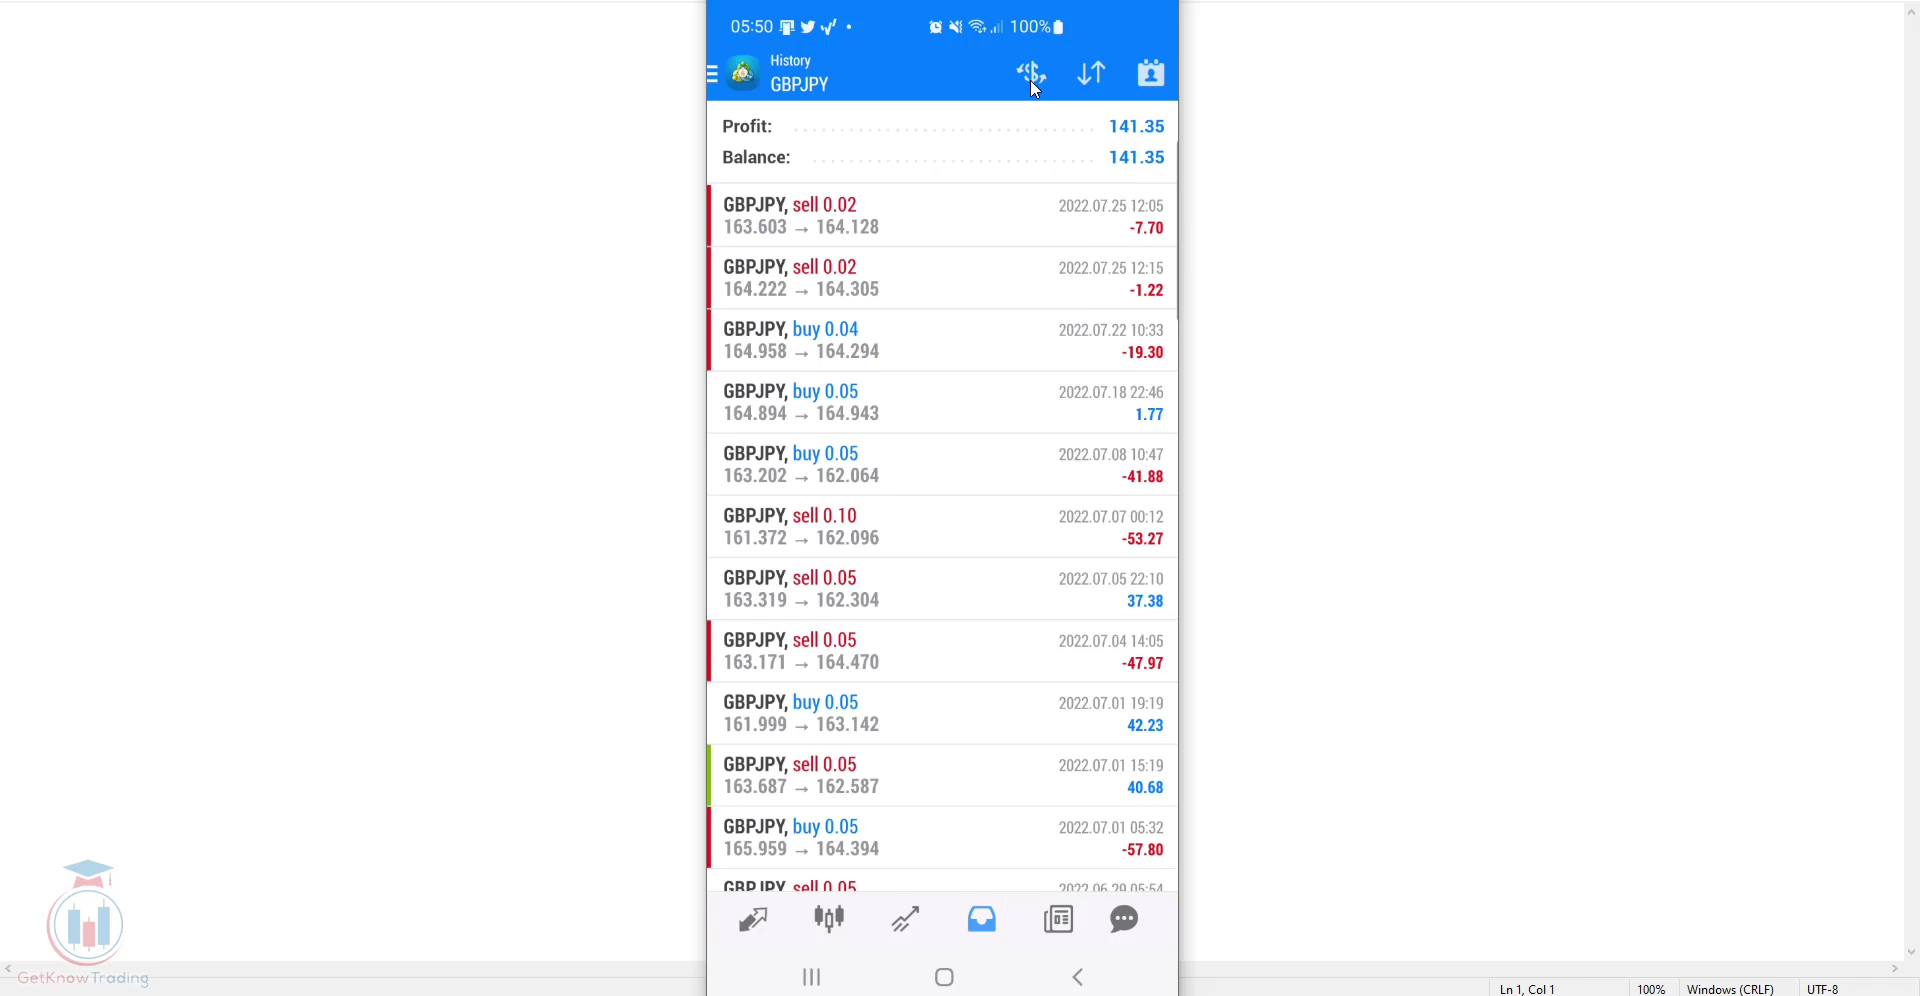 05:50
100%
History
GBPJPY
Profit: 141.35
Balance: 141.35
GBPJPY, sell 0.02 2022.07.25 12:05
163.603 → 164.128 -7.70
GBPJPY, sell 0.02 2022.07.25 12:15
164.222 → 164.305 -1.22
GBPJPY, buy 0.04 2022.07.22 10:33
164.958 → 164.294 -19.30
GBPJPY, buy 0.05 2022.07.18 22:46
164.894 → 164.943 1.77
GBPJPY, buy 0.05 2022.07.08 10:47
163.202 → 162.064 -41.88
GBPJPY, sell 0.10 2022.07.07 00:12
161.372 → 162.096 -53.27
GBPJPY, sell 0.05 2022.07.05 22:10
163.319 → 162.304 37.38
GBPJPY, sell 0.05 2022.07.04 14:05
163.171 → 164.470 -47.97
GBPJPY, buy 0.05 2022.07.01 19:19
161.999 → 163.142 42.23
GBPJPY, sell 0.05 2022.07.01 15:19
163.687 → 162.587 40.68
GBPJPY, buy 0.05 2022.07.01 05:32
165.959 → 164.394 -57.80
GBPJPY, sell 0.05 2022.06.29 05:54
GetKnowTrading
Ln 1, Col 1 100% Windows (CRLF) UTF-8